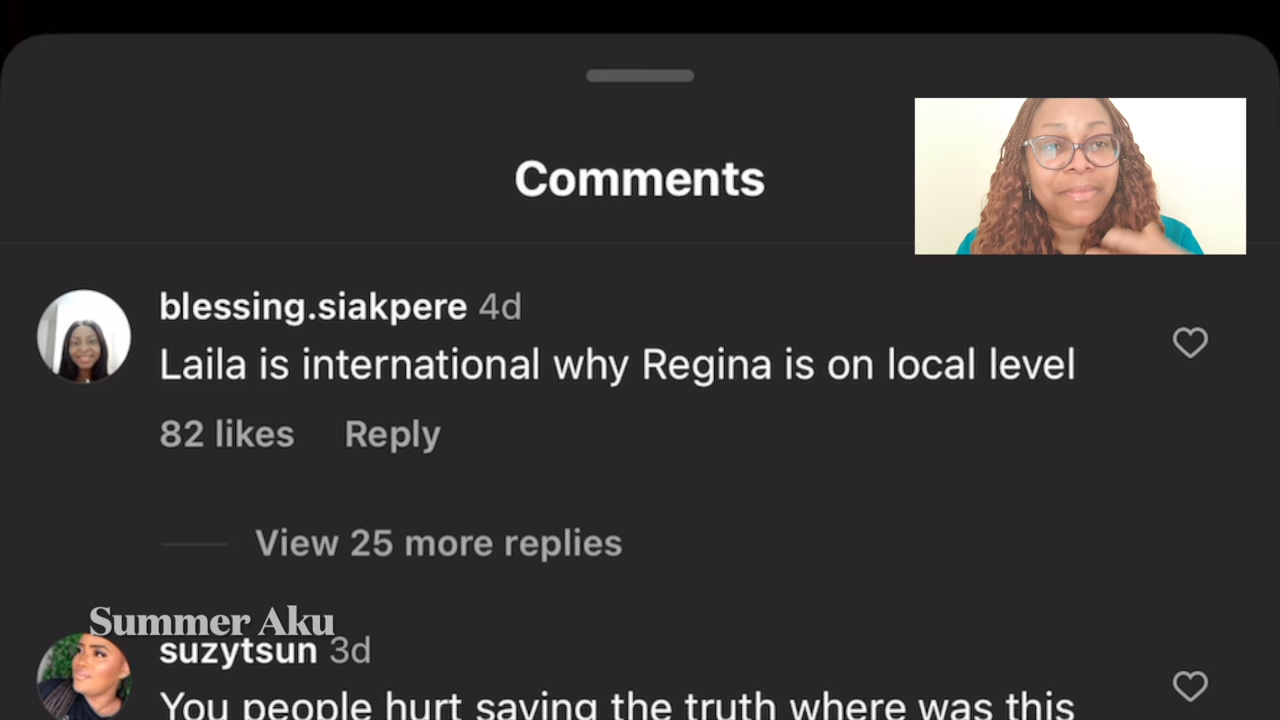 Comments
blessing.siakpere 4d
Laila is international why Regina is on local level
82 likes Reply
View 25 more replies
Summer Aku
suzytsun 3d
You people hurt saying the truth where was this